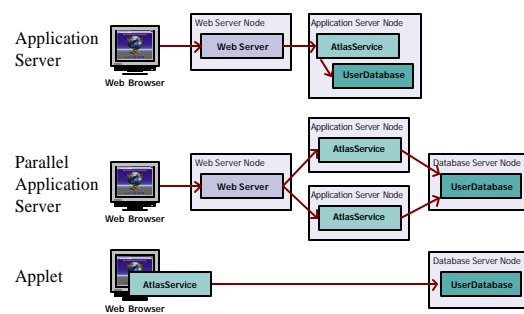 Application
Server
Web Browser
Web Server Node
Web Server
Application Server Node
AtlasService
UserDatabase
Parallel
Application
Server
Web Browser
Web Server Node
Web Server
Application Server Node
AtlasService
Application Server Node
AtlasService
Database Server Node
UserDatabase
Applet
AtlasService
Web Browser
Database Server Node
UserDatabase